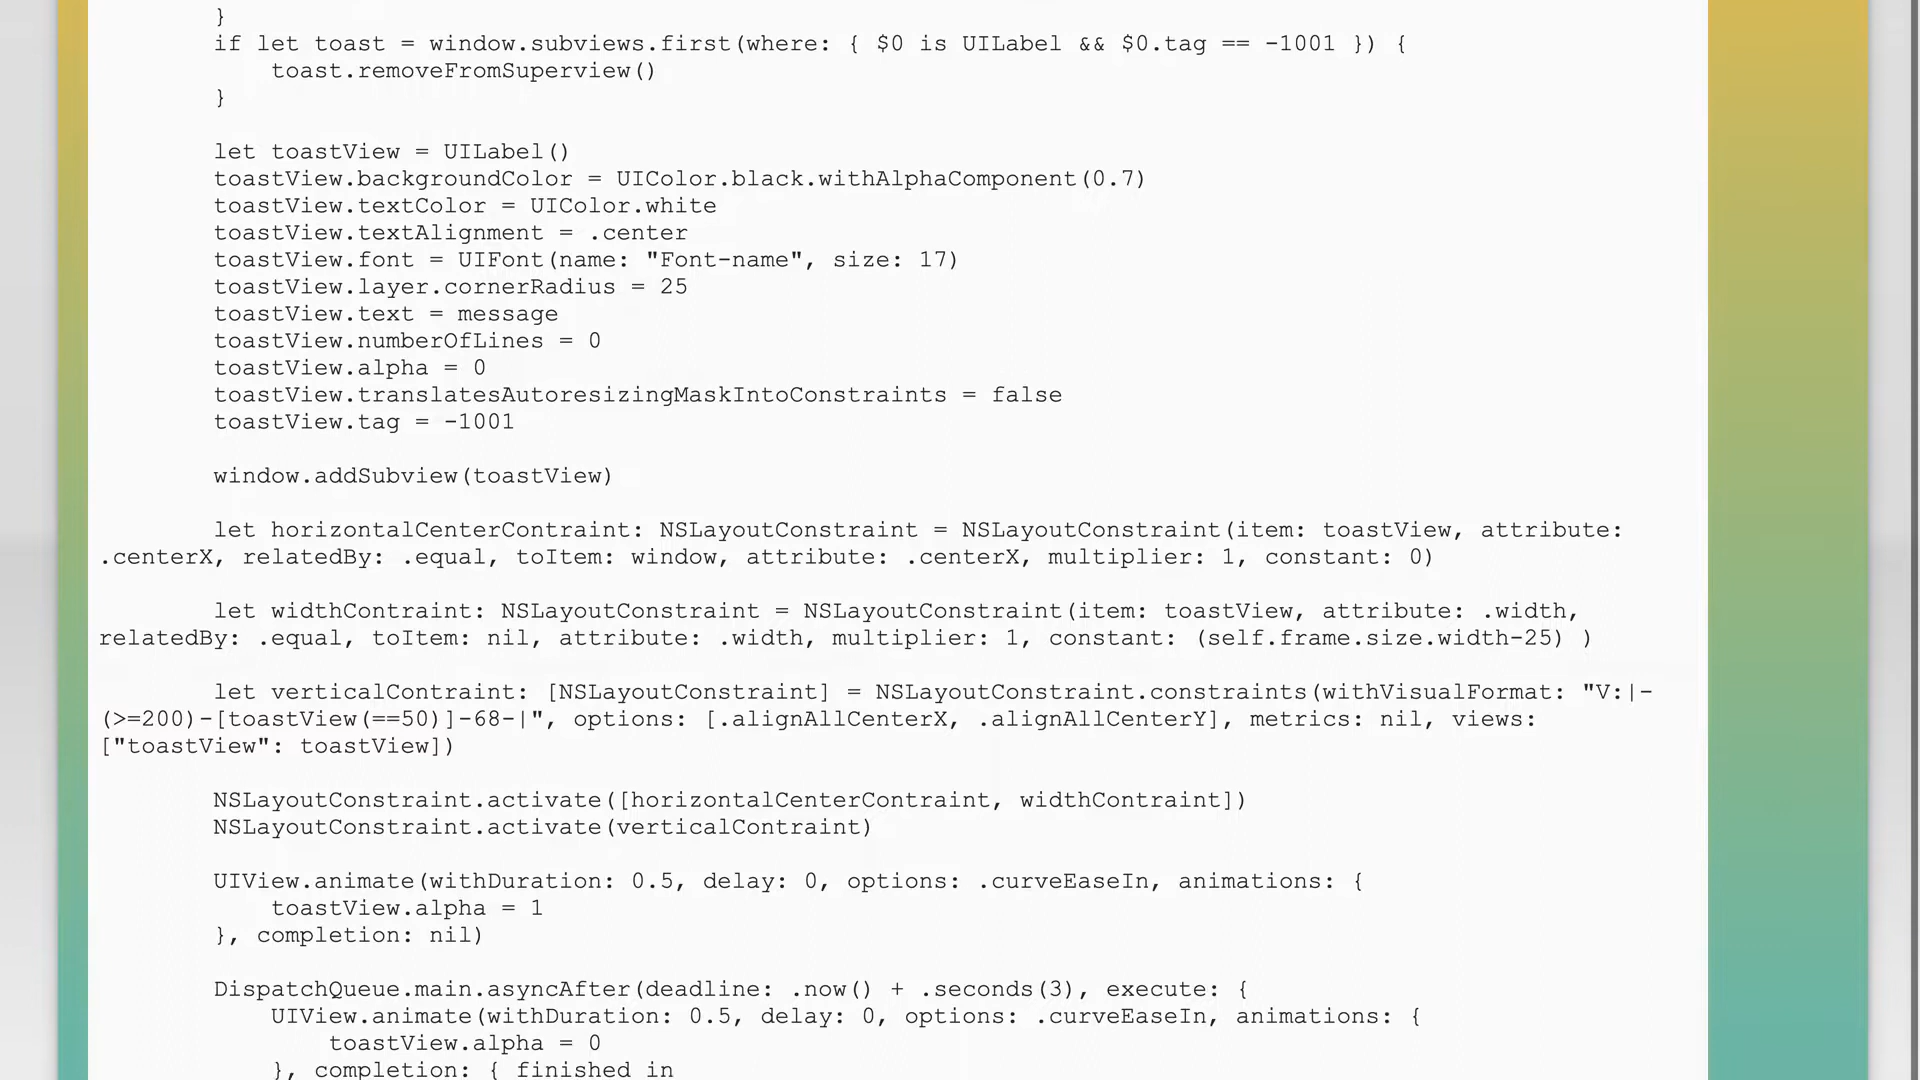 }
if let toast = window.subviews.first(where: { $0 is UILabel && $0.tag == -1001 }) {
toast.removeFromSuperview()
}
let toastView = UILabel()
toastView.backgroundColor = UIColor.black.withAlphaComponent(0.7)
toastView.textColor = UIColor.white
toastView.textAlignment = .center
toastView.font = UIFont(name: "Font-name", size: 17)
toastView.layer.cornerRadius = 25
toastView.text = message
toastView.numberOfLines = 0
toastView.alpha = 0
toastView.translatesAutoresizingMaskIntoConstraints = false
toastView.tag = -1001
window.addSubview(toastView)
let horizontalCenterContraint: NSLayoutConstraint = NSLayoutConstraint(item: toastView, attribute:
.centerX, relatedBy: .equal, toItem: window, attribute: .centerX, multiplier: 1, constant: 0)
let widthContraint: NSLayoutConstraint = NSLayoutConstraint(item: toastView, attribute: .width,
relatedBy: .equal, toItem: nil, attribute: .width, multiplier: 1, constant: (self.frame.size.width-25) )
let verticalContraint: [NSLayoutConstraint] = NSLayoutConstraint.constraints(withVisualFormat: "V:|-
(>=200)-[toastView(==50)]-68-|", options: [.alignAllCenterX, .alignAllCenterY], metrics: nil, views:
["toastView": toastView])
NSLayoutConstraint.activate([horizontalCenterContraint, widthContraint])
NSLayoutConstraint.activate(verticalContraint)
UIView.animate(withDuration: 0.5, delay: 0, options: .curveEaseIn, animations: {
toastView.alpha = 1
}, completion: nil)
DispatchQueue.main.asyncAfter(deadline: .now() + .seconds(3), execute: {
UIView.animate(withDuration: 0.5, delay: 0, options: .curveEaseIn, animations: {
toastView.alpha = 0
}, completion: { finished in